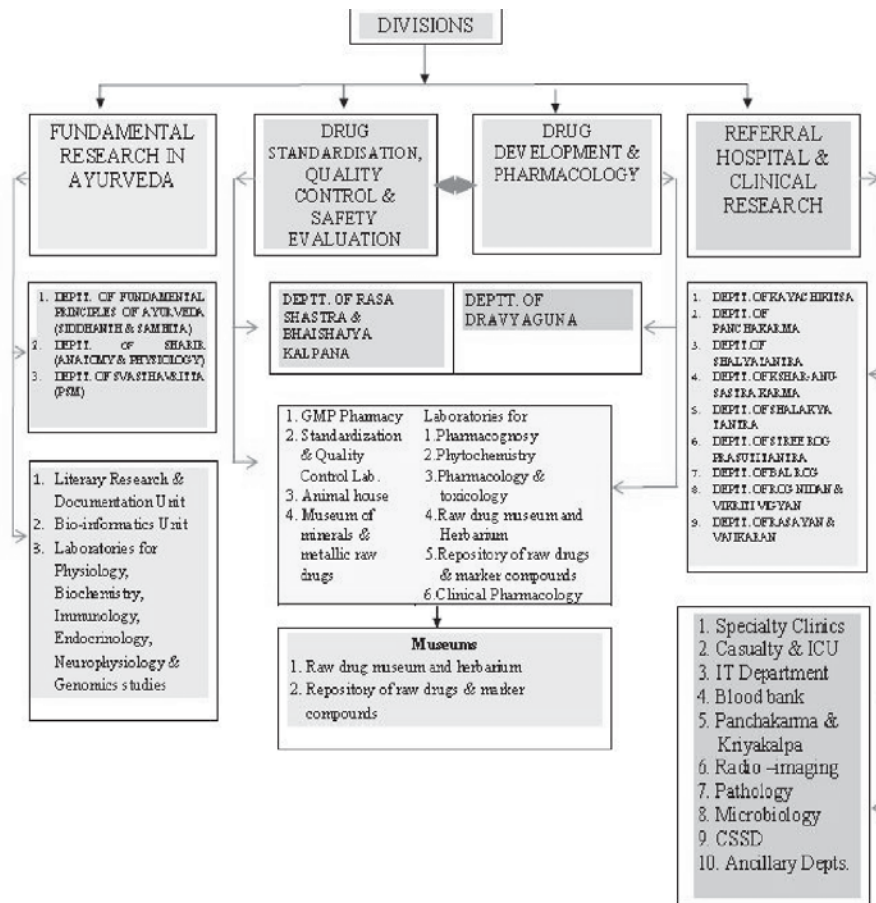 DIVISIONS
FUNDAMENTAL
RESEARCH IN
AYURVEDA
DRUG
STANDARDISATION,
QUALITY
CONTROL &
SAFETY
EVALUATION
DRUG
DEVELOPMENT &
PHARMACOLOGY
REFERRAL
HOSPITAL &
CLINICAL
RESEARCH
1. DEPTT. OF FUNDAMENTAL
PRINCIPLES OF AYURVEDA
(SIDDHANTH & SAMHITA)
2. DEPTT. OF SHARIR
(ANATOMY & PHYSIOLOGY)
3. DEPTT. OF SVASTHAVRITTA
(PSM)
DEPTT. OF RASA
SHASTRA &
BHAISHAJYA
KALPANA
DEPTT. OF
DRAVYAGUNA
1. DEPTT. OF KAYACHIKITSA
2. DEPTT. OF
PANCHAKARMA
3. DEPTT. OF
SHALYATANTRA
4. DEPTT. OF KSHAR-ANU-
SASTRA KARMA
5. DEPTT. OF SHALAKYA
TANTRA
6. DEPTT. OF STREE ROG
PRASUTI TANTRA
7. DEPTT. OF BAL ROG
8. DEPTT. OF ROG NIDAN &
VIKRITI VIGYAN
9. DEPTT. OF RASAYAN &
VAJIKARAN
1. Literary Research &
Documentation Unit
2. Bio-informatics Unit
3. Laboratories for
Physiology,
Biochemistry,
Immunology,
Endocrinology,
Neurophysiology &
Genomics studies
1. GMP Pharmacy
2. Standardization
& Quality
Control Lab.
3. Animal house
4. Museum of
minerals &
metallic raw
drugs
Laboratories for
1.Pharmacognosy
2.Phytochemistry
3.Pharmacology &
toxicology
4.Raw drug museum and
Herbarium
5.Repository of raw drugs
& marker compounds
6.Clinical Pharmacology
Museums
1. Raw drug museum and herbarium
2. Repository of raw drugs & marker
compounds
1. Specialty Clinics
2. Casualty & ICU
3. IT Department
4. Blood bank
5. Panchakarma &
Kriyakalpa
6. Radio –imaging
7. Pathology
8. Microbiology
9. CSSD
10. Ancillary Depts.